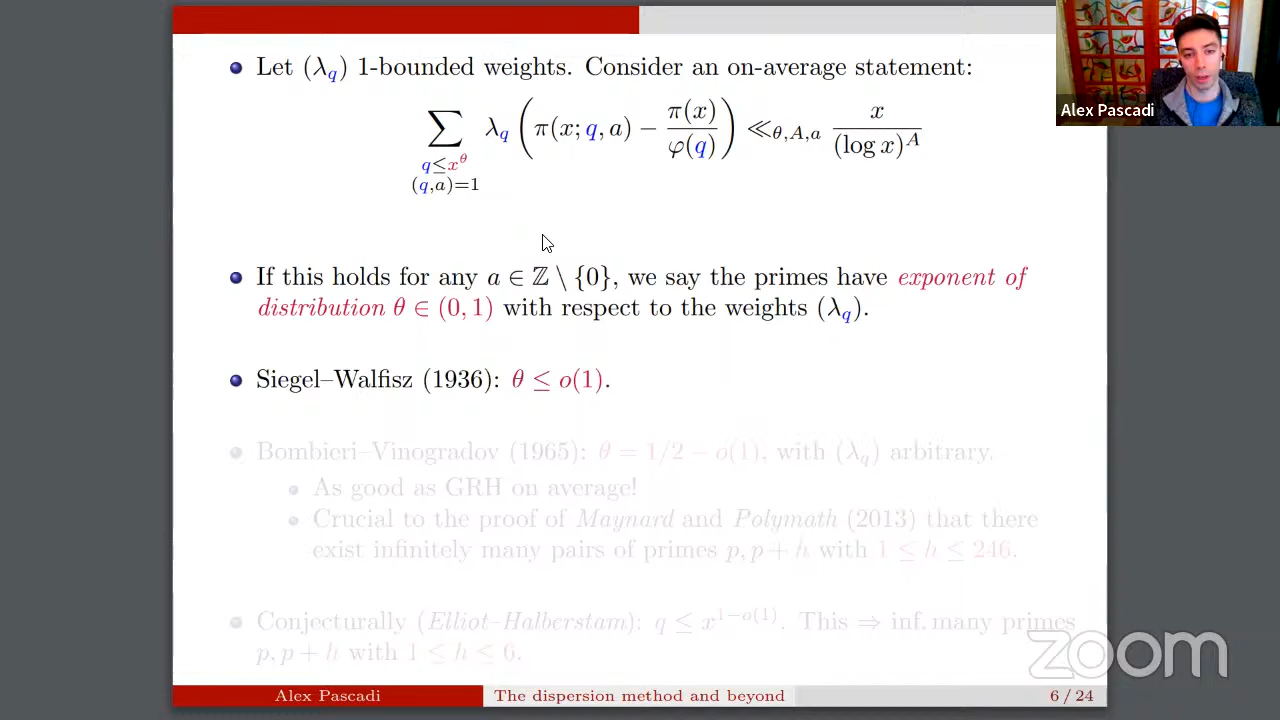 Alex Pascadi
• Let (λ_q) 1-bounded weights. Consider an on-average statement:
∑_{q≤x^θ, (q,a)=1} λ_q ( π(x; q, a) − π(x)/φ(q) ) ≪_{θ,A,a} x/(log x)^A
• If this holds for any a ∈ ℤ \ {0}, we say the primes have exponent of
distribution θ ∈ (0, 1) with respect to the weights (λ_q).
• Siegel–Walfisz (1936): θ ≤ o(1).
• Bombieri–Vinogradov (1965): θ = 1/2 − o(1), with (λ_q) arbitrary.
• As good as GRH on average!
• Crucial to the proof of Maynard and Polymath (2013) that there
exist infinitely many pairs of primes p, p + h with 1 ≤ h ≤ 246.
• Conjecturally (Elliot–Halberstam): q ≤ x^{1−o(1)}. This ⇒ inf. many primes
p, p + h with 1 ≤ h ≤ 6.
zoom
Alex Pascadi The dispersion method and beyond 6 / 24